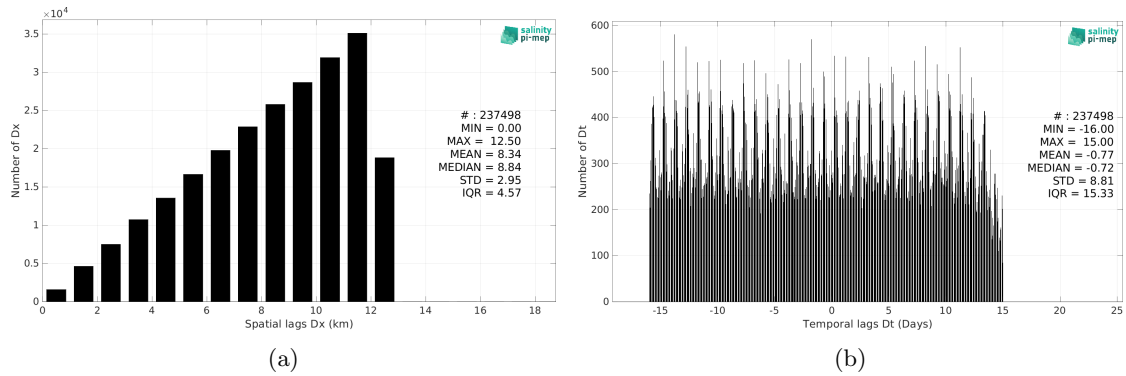 ×10⁴
3.5
3
2.5
2
1.5
1
0.5
0
0 2 4 6 8 10 12 14 16 18
Number of Dx
Spatial lags Dx (km)
salinity
pi-mep
# : 237498
MIN = 0.00
MAX = 12.50
MEAN = 8.34
MEDIAN = 8.84
STD = 2.95
IQR = 4.57
(a)
600
500
400
300
200
100
0
-15 -10 -5 0 5 10 15 20 25
Number of Dt
Temporal lags Dt (Days)
salinity
pi-mep
# : 237498
MIN = -16.00
MAX = 15.00
MEAN = -0.77
MEDIAN = -0.72
STD = 8.81
IQR = 15.33
(b)